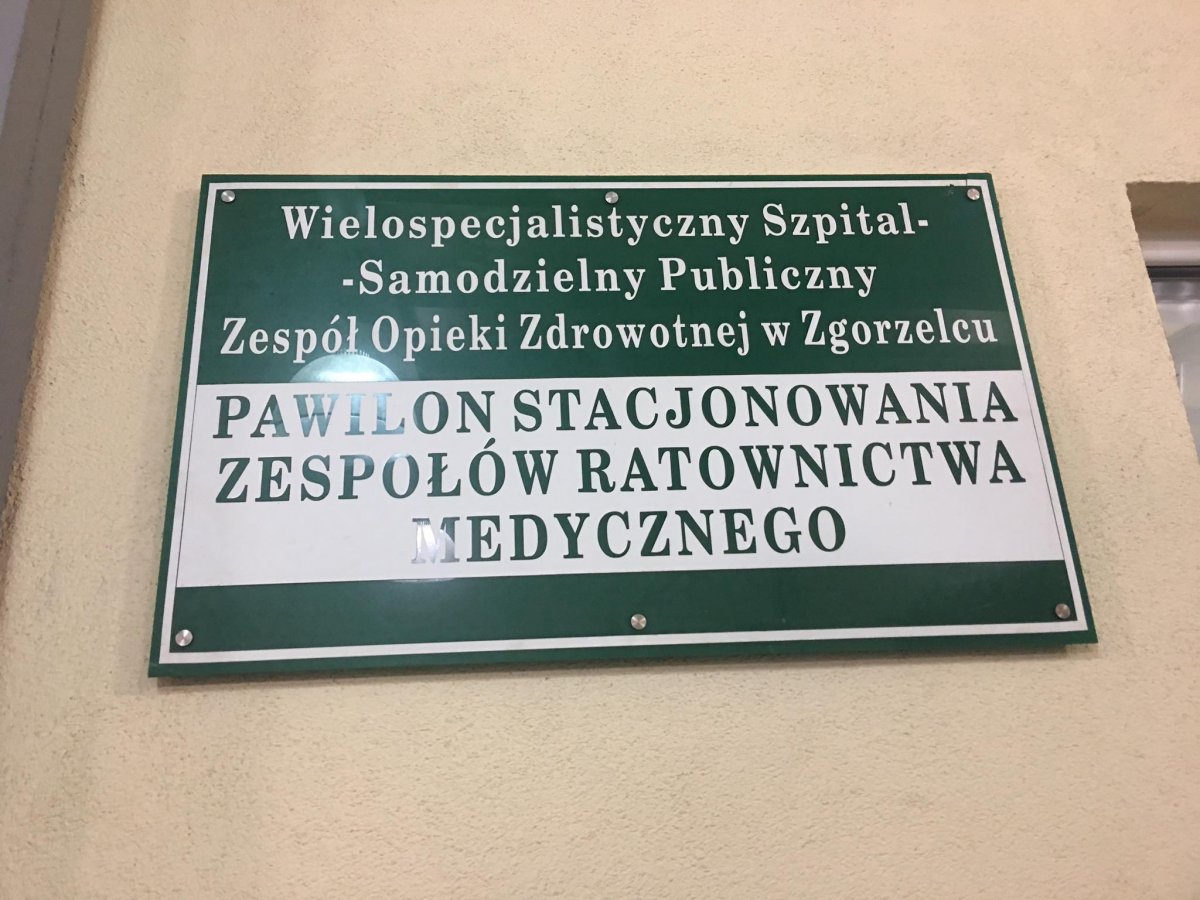 Wielospecjalistyczny Szpital-
-Samodzielny Publiczny
Zespół Opieki Zdrowotnej w Zgorzelcu
PAWILON STACJONOWANIA
ZESPOŁÓW RATOWNICTWA
MEDYCZNEGO